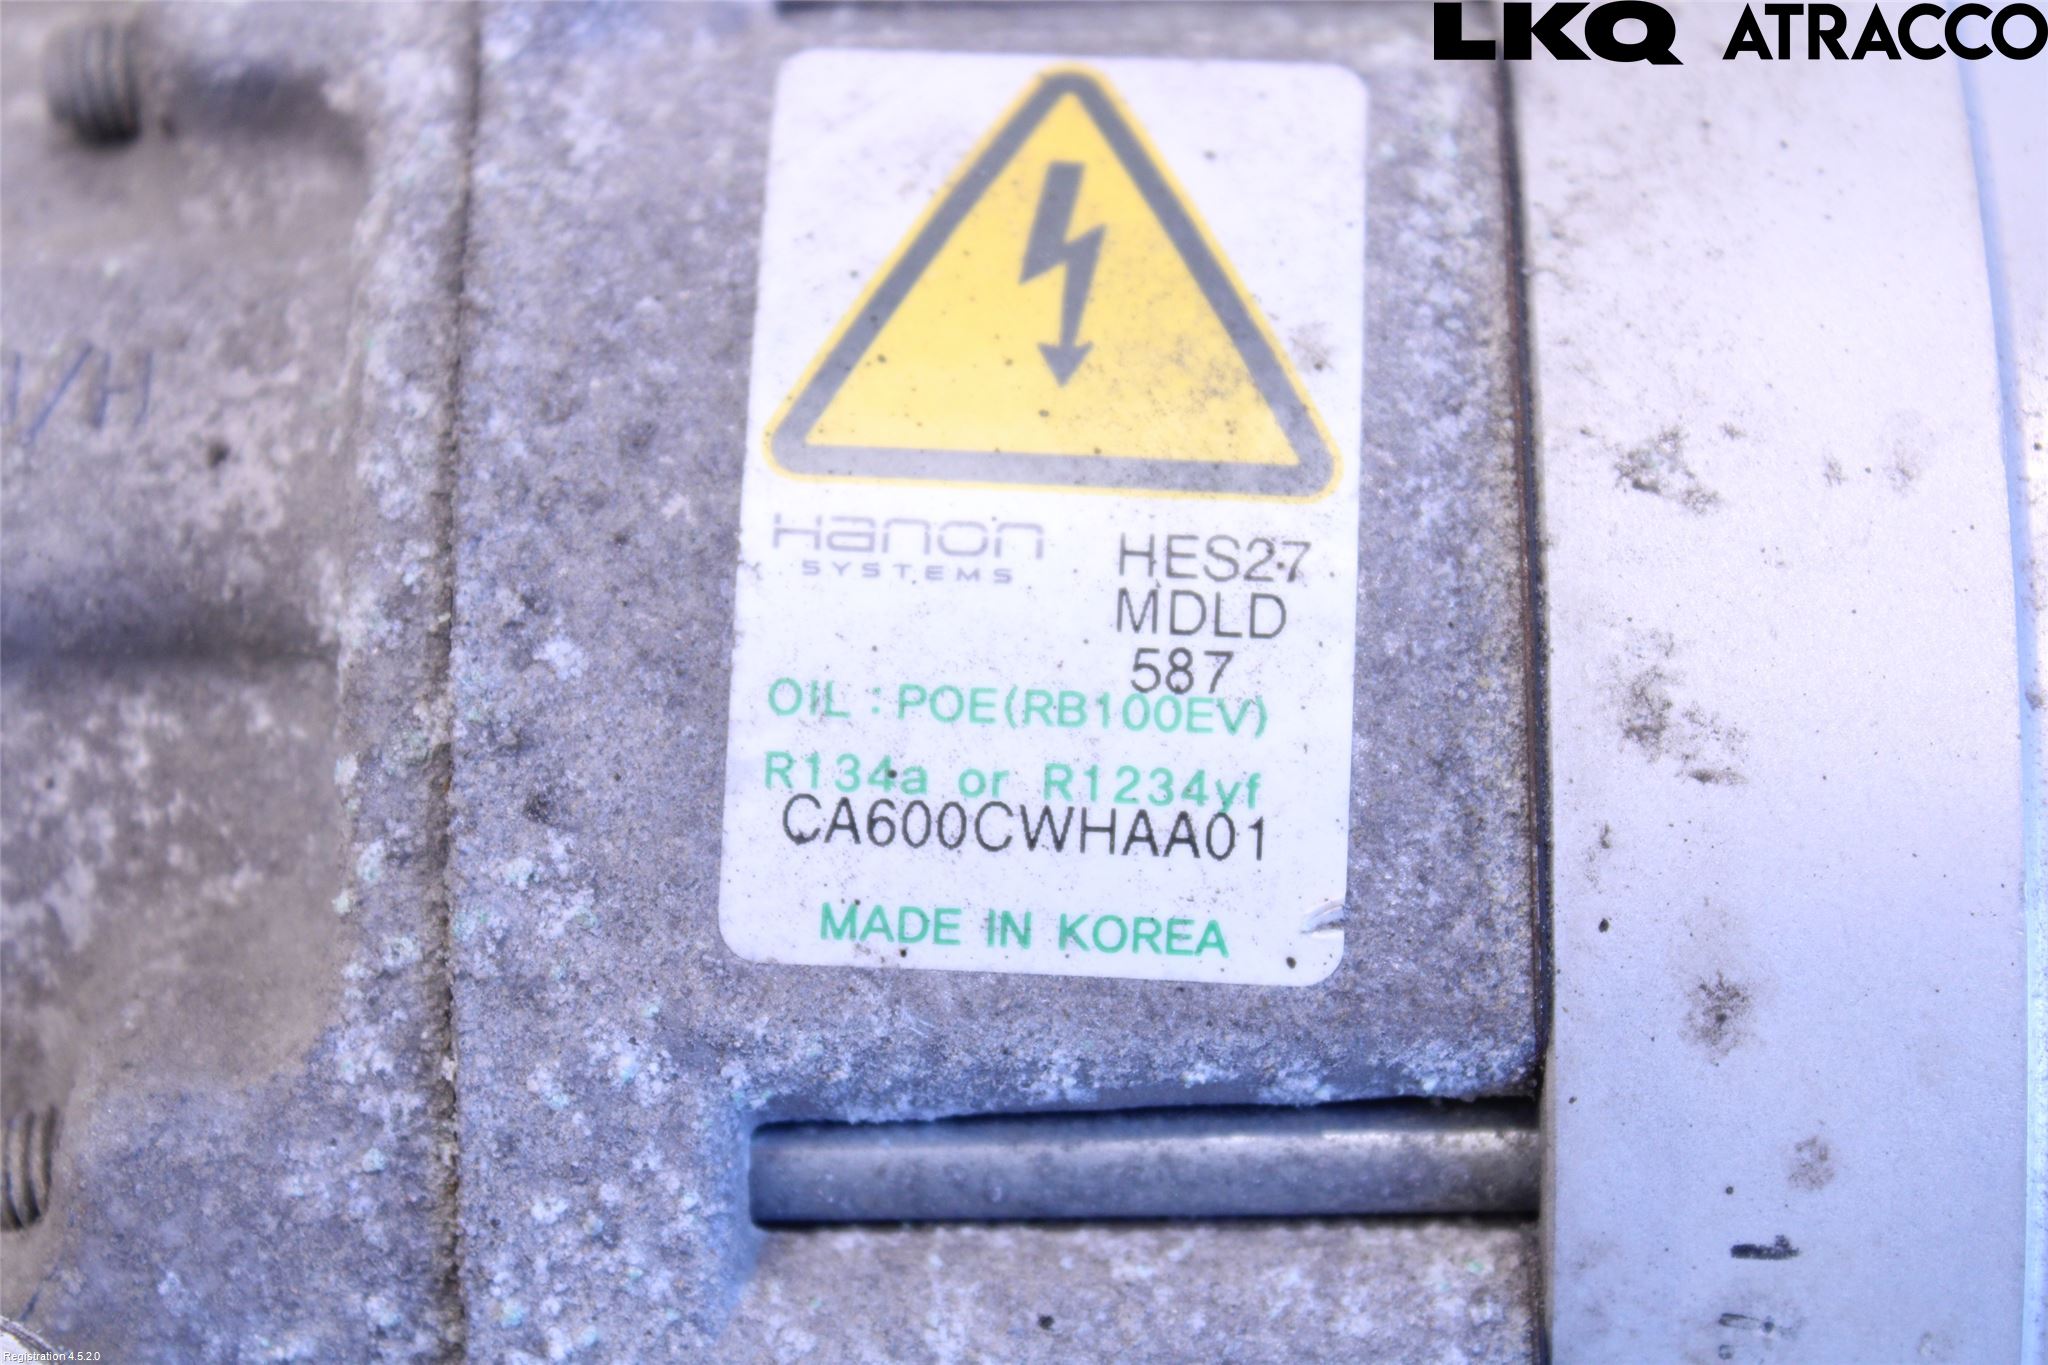 LKQ ATRACCO
Hanon
SYSTEMS
HES27
MDLD
587
OIL : POE(RB100EV)
R134a or R1234yf
CA600CWHAA01
MADE IN KOREA
Registration 4.5.2.0